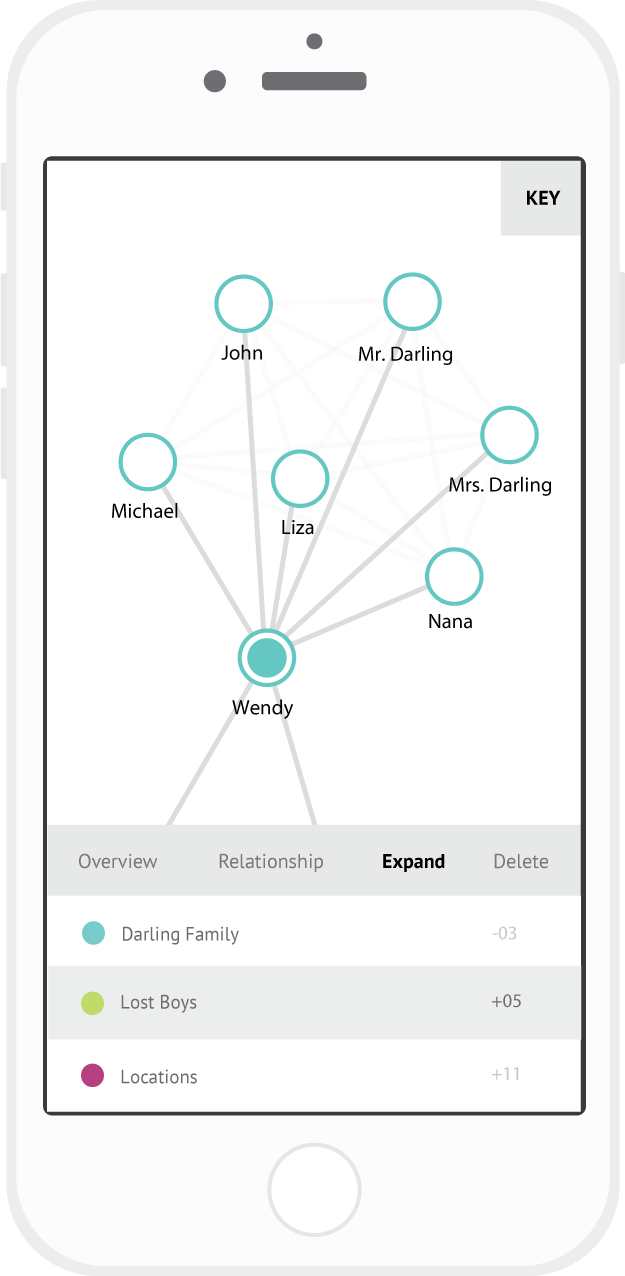 KEY
John
Mr. Darling
Michael
Liza
Mrs. Darling
Nana
Wendy
Overview Relationship Expand Delete
Darling Family -03
Lost Boys +05
Locations +11